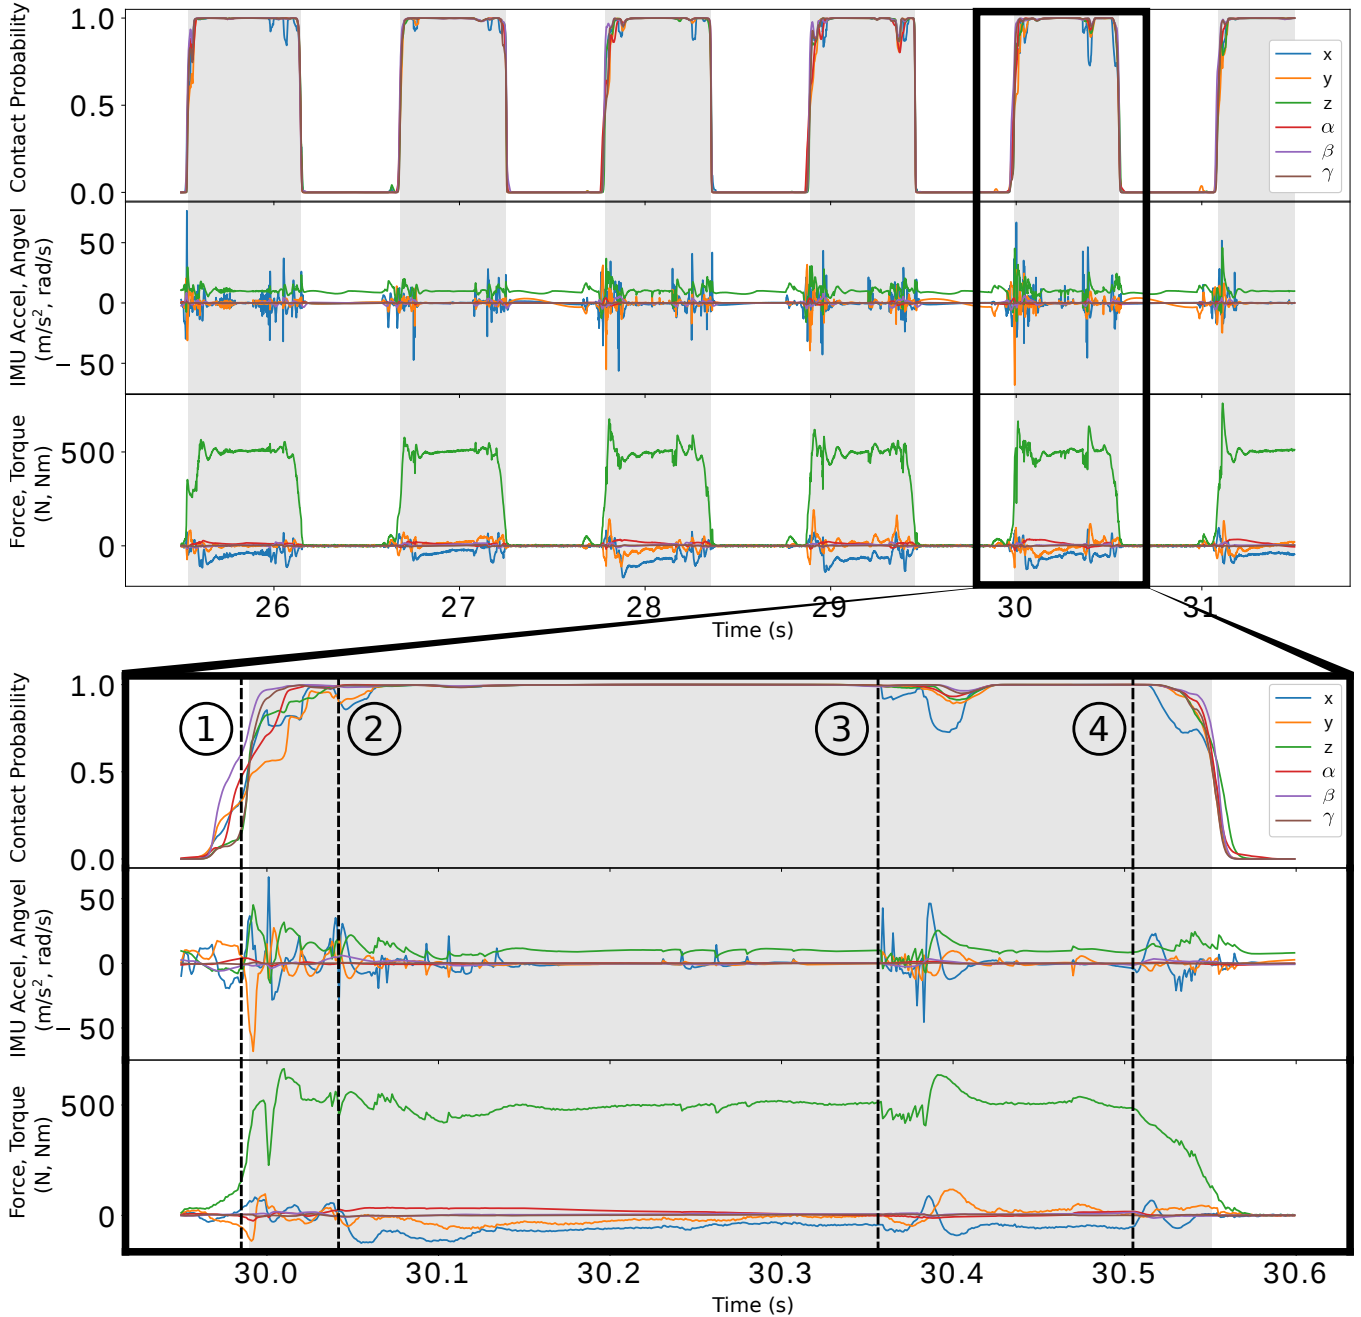 Contact Probability
1.0
0.5
0.0
x
y
z
α
β
γ
IMU Accel, Angvel
(m/s², rad/s)
50
0
− 50
Force, Torque
(N, Nm)
500
0
26 27 28 29 30 31
Time (s)
Contact Probability
1.0
0.5
0.0
1 2 3 4
x
y
z
α
β
γ
IMU Accel, Angvel
(m/s², rad/s)
50
0
− 50
Force, Torque
(N, Nm)
500
0
30.0 30.1 30.2 30.3 30.4 30.5 30.6
Time (s)